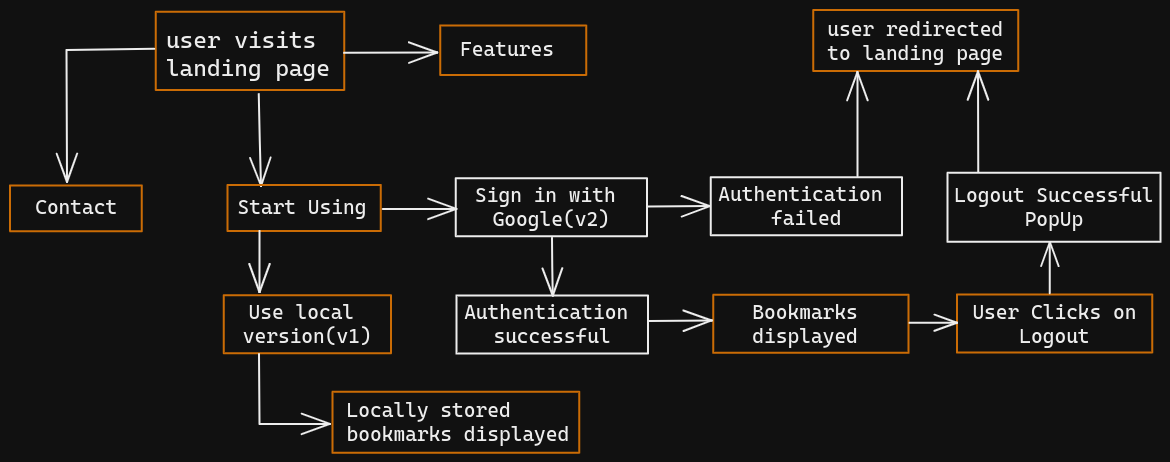 user visits
landing page
Features
user redirected
to landing page
Contact
Start Using
Sign in with
Google(v2)
Authentication
failed
Logout Successful
PopUp
Use local
version(v1)
Authentication
successful
Bookmarks
displayed
User Clicks on
Logout
Locally stored
bookmarks displayed